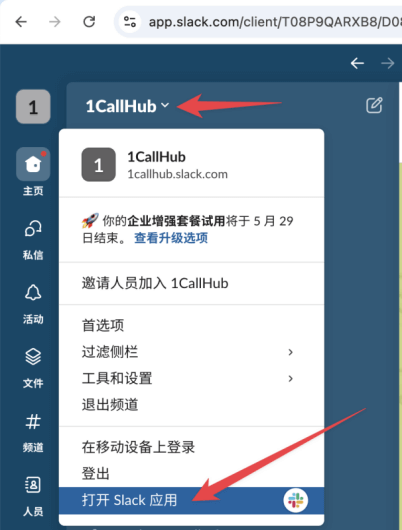 app.slack.com/client/T08P9QARXB8/D08
1
1CallHub
1
1CallHub
1callhub.slack.com
🚀 你的企业增强套餐试用将于 5 月 29
日结束。 查看升级选项
邀请人员加入 1CallHub
首选项
过滤侧栏
工具和设置
退出频道
在移动设备上登录
登出
打开 Slack 应用
主页
私信
活动
文件
频道
人员